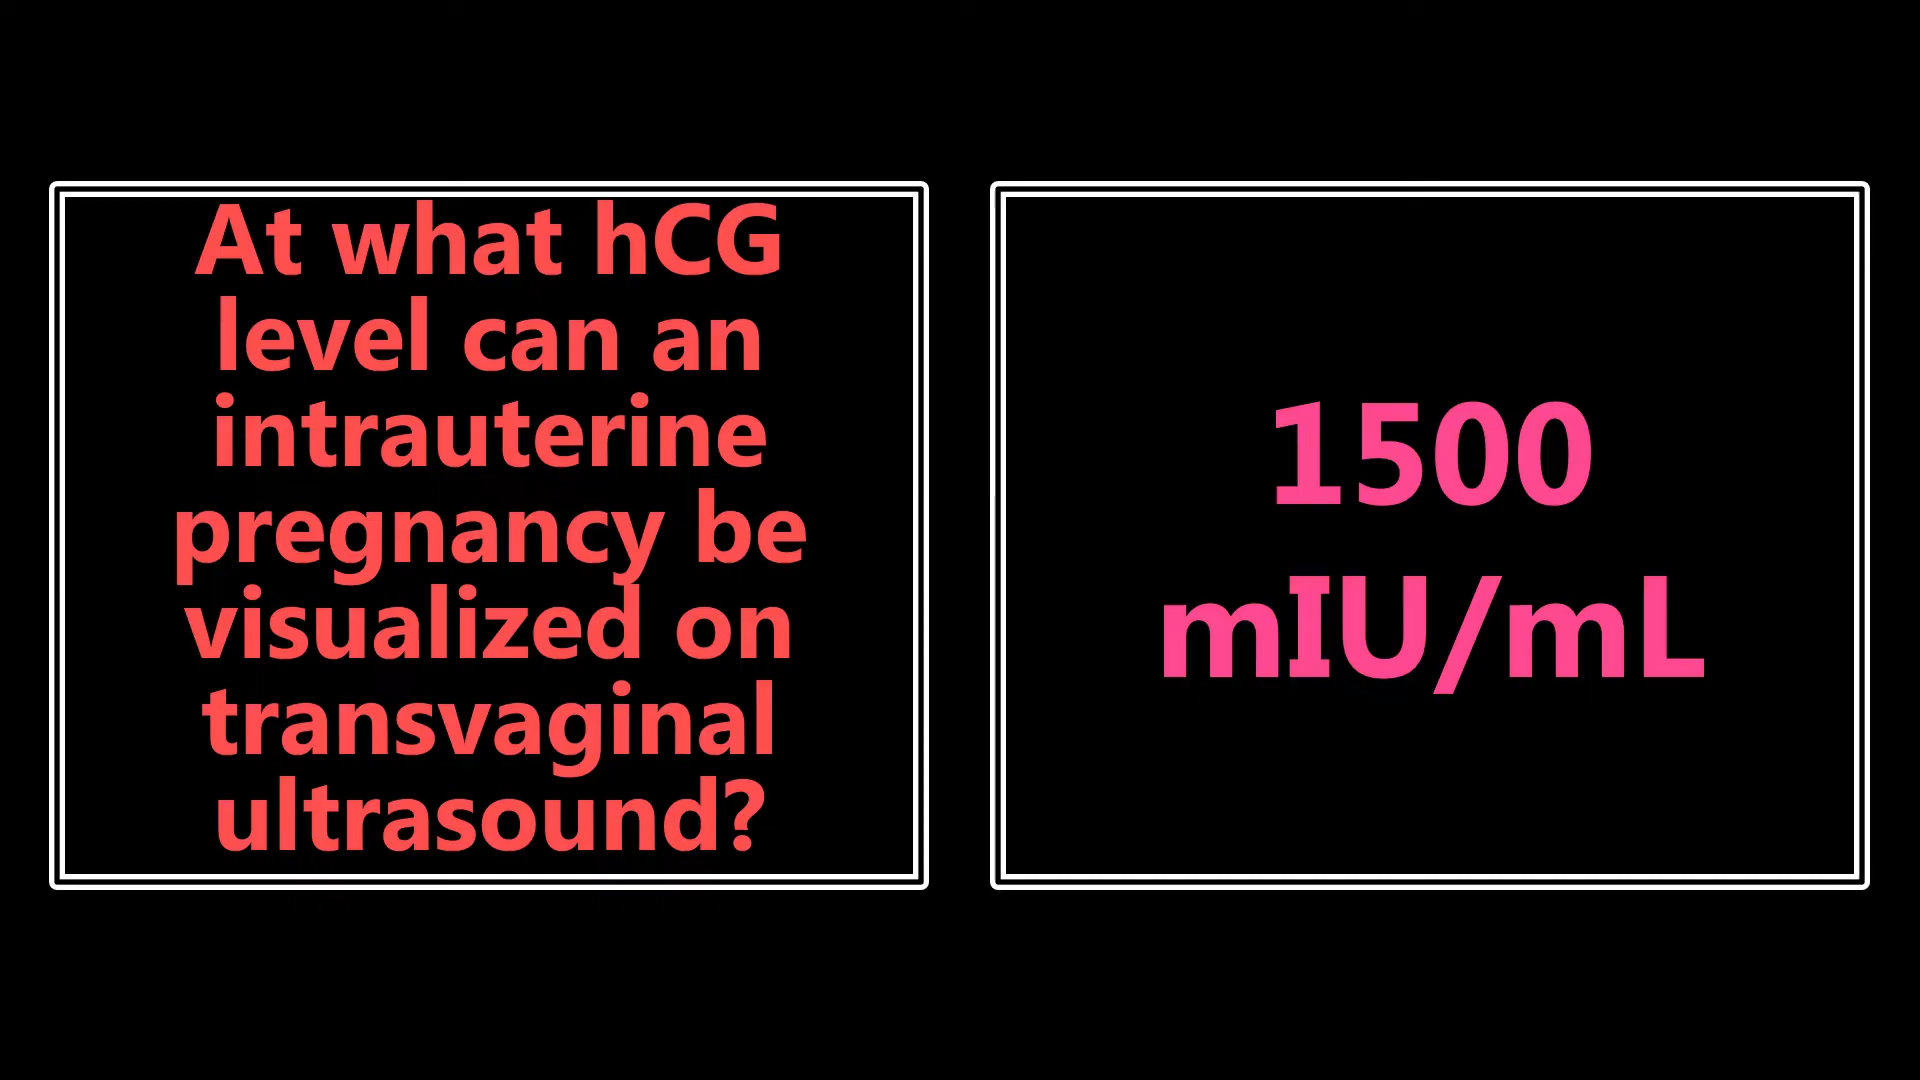 At what hCG
level can an
intrauterine
pregnancy be
visualized on
transvaginal
ultrasound?
1500
mIU/mL